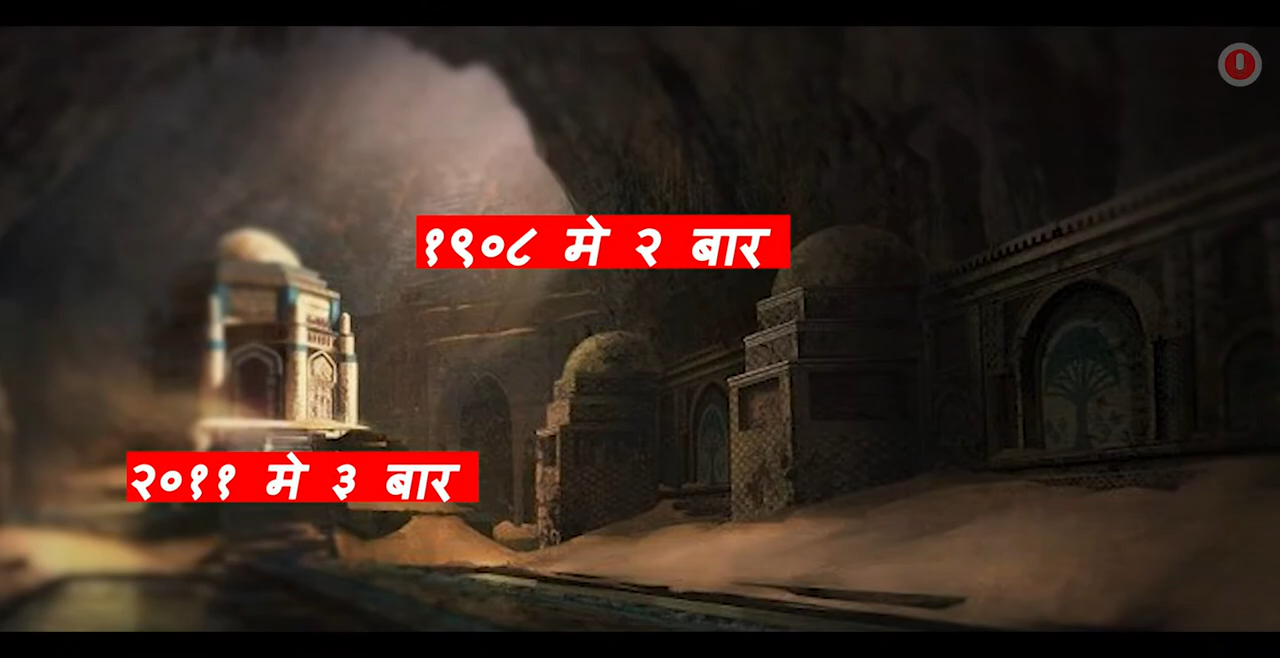 १९०८ मे २ बार
२०११ मे ३ बार